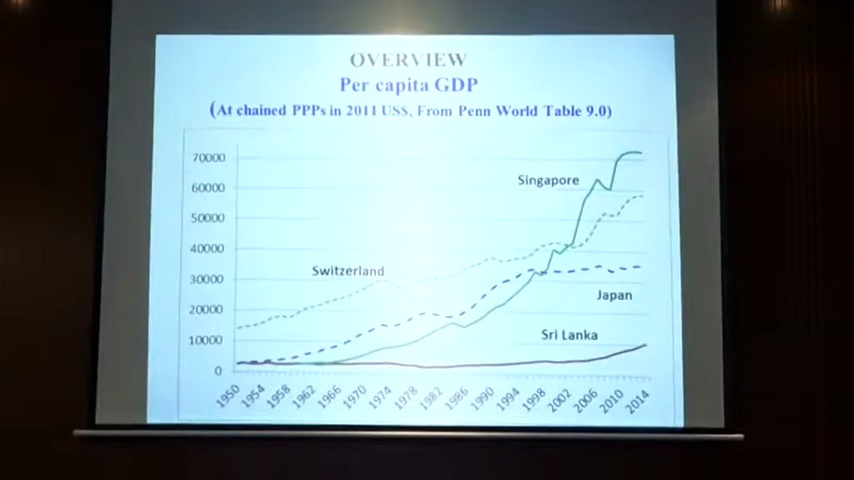 OVERVIEW
Per capita GDP
(At chained PPPs in 2011 US$, From Penn World Table 9.0)
70000
60000
50000
40000
30000
20000
10000
0
Singapore
Switzerland
Japan
Sri Lanka
1950 1954 1958 1962 1966 1970 1974 1978 1982 1986 1990 1994 1998 2002 2006 2010 2014